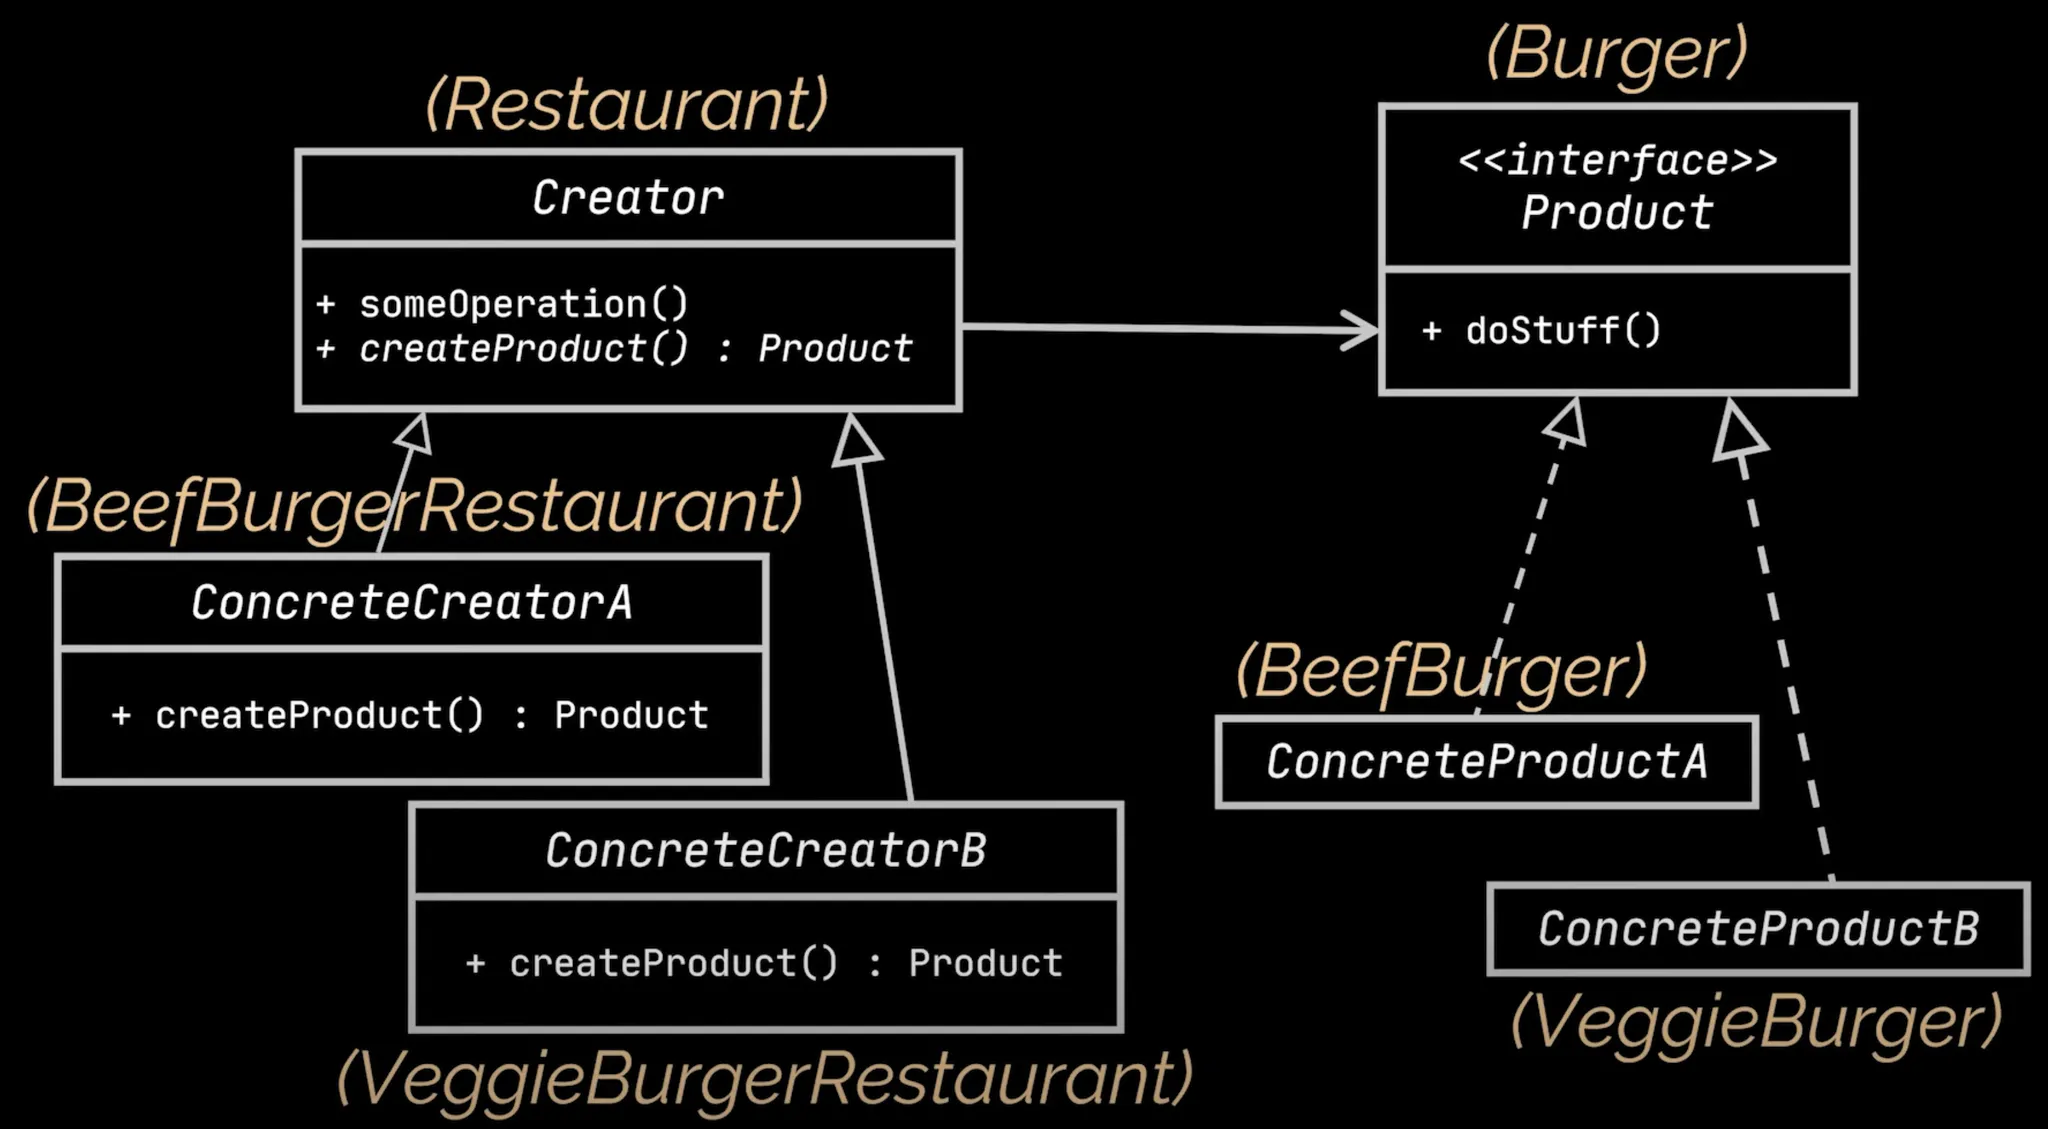 (Restaurant)
Creator
+ someOperation()
+ createProduct() : Product
(Burger)
<<interface>>
Product
+ doStuff()
(BeefBurgerRestaurant)
ConcreteCreatorA
+ createProduct() : Product
ConcreteCreatorB
+ createProduct() : Product
(VeggieBurgerRestaurant)
(BeefBurger)
ConcreteProductA
ConcreteProductB
(VeggieBurger)